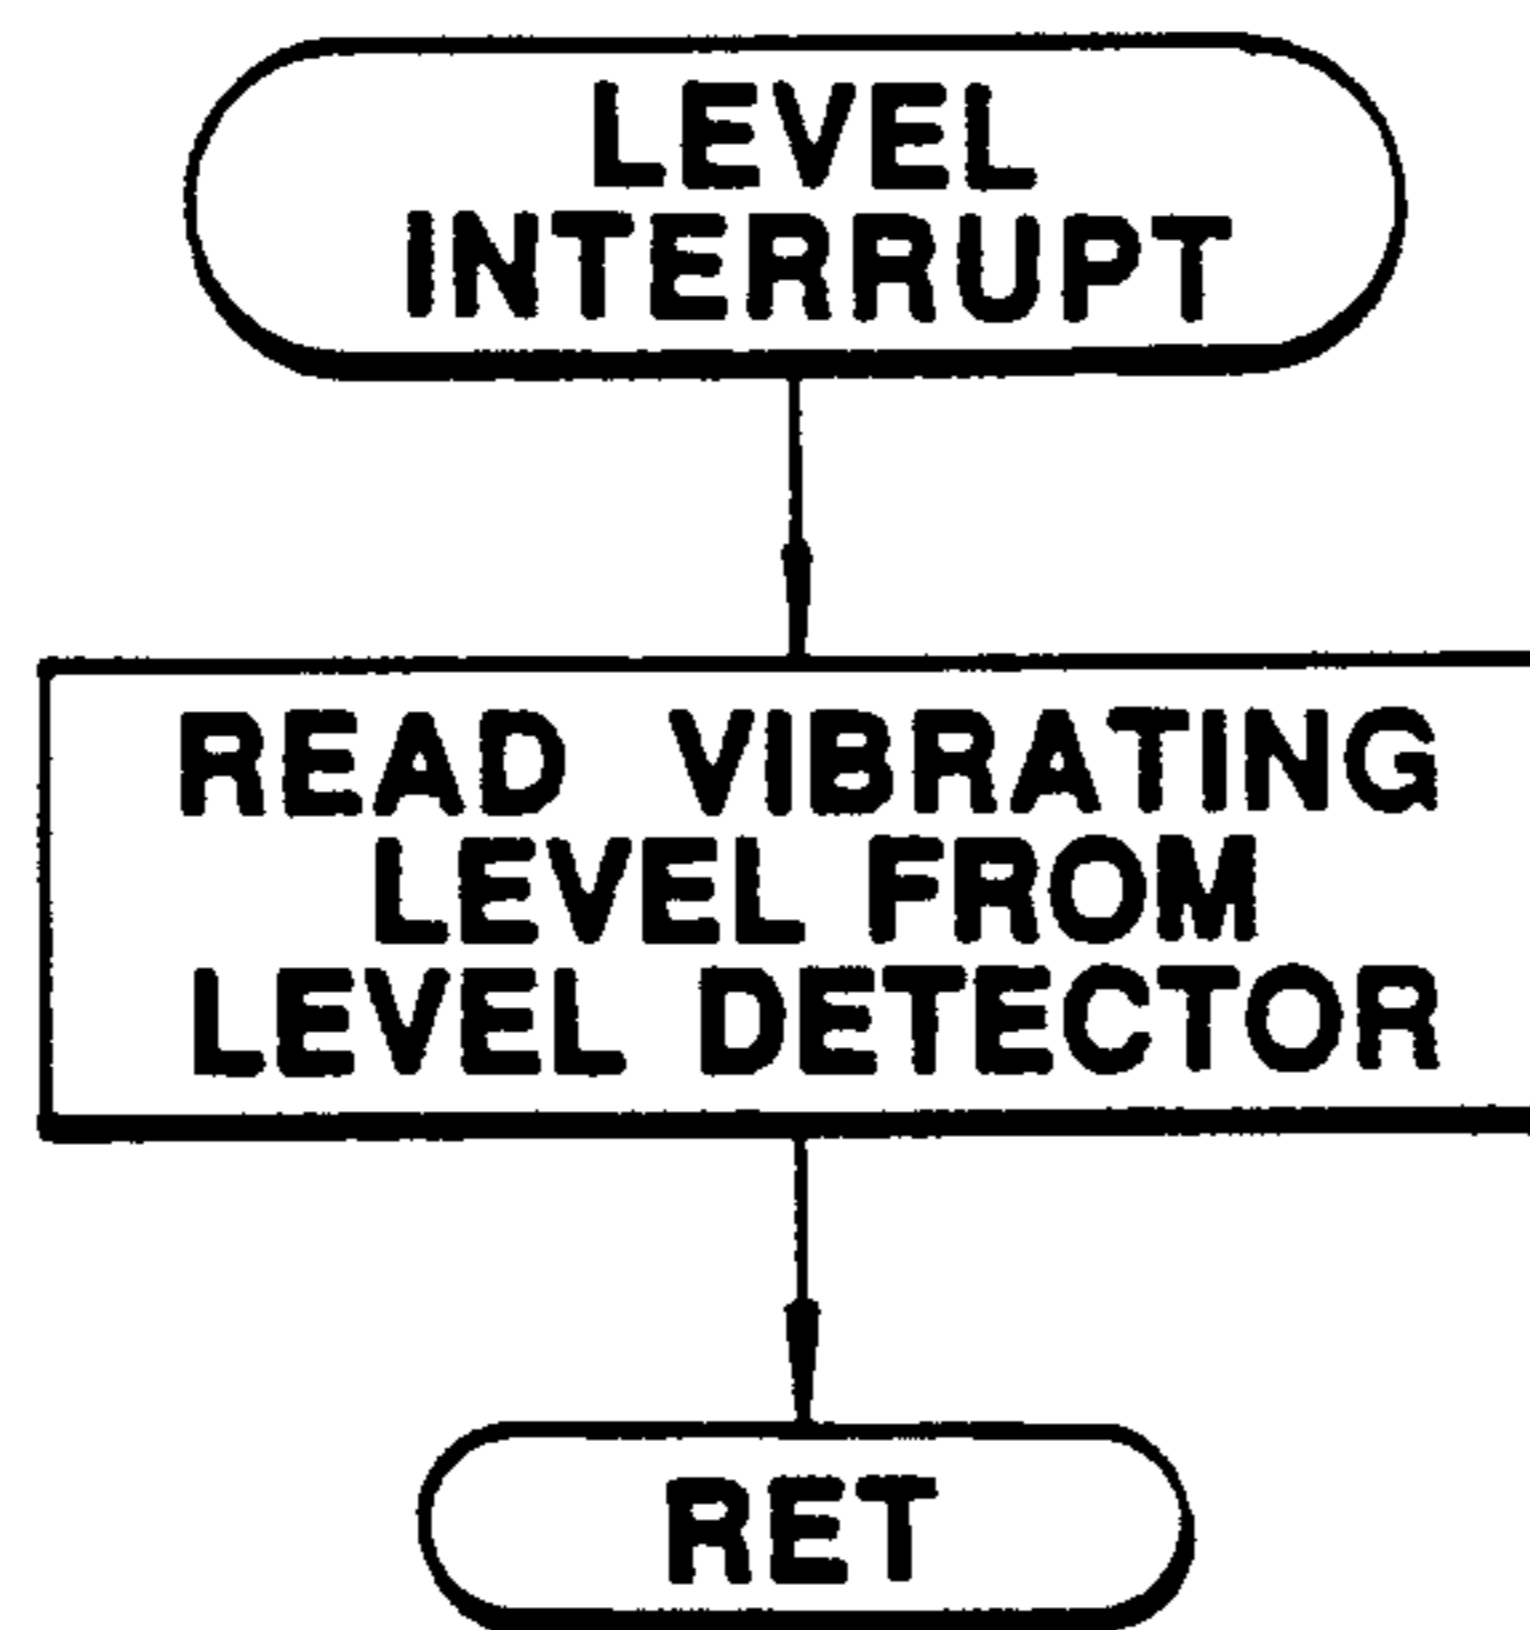 LEVEL
INTERRUPT
READ VIBRATING
LEVEL FROM
LEVEL DETECTOR
RET